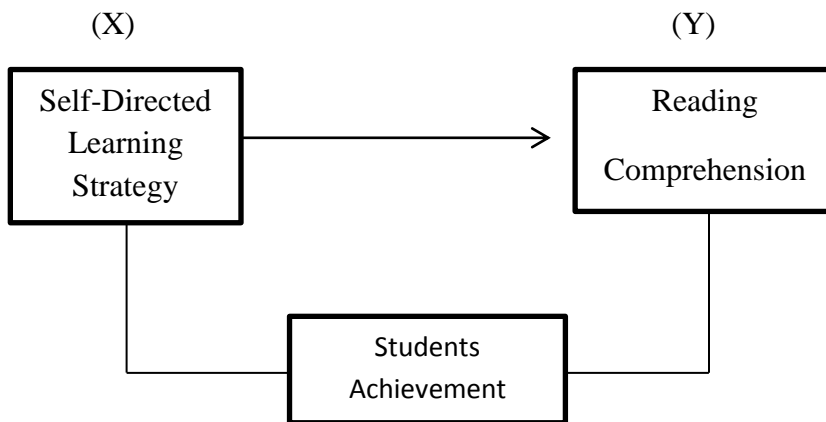 (X)
(Y)
Self-Directed
Learning
Strategy
Reading
Comprehension
Students
Achievement